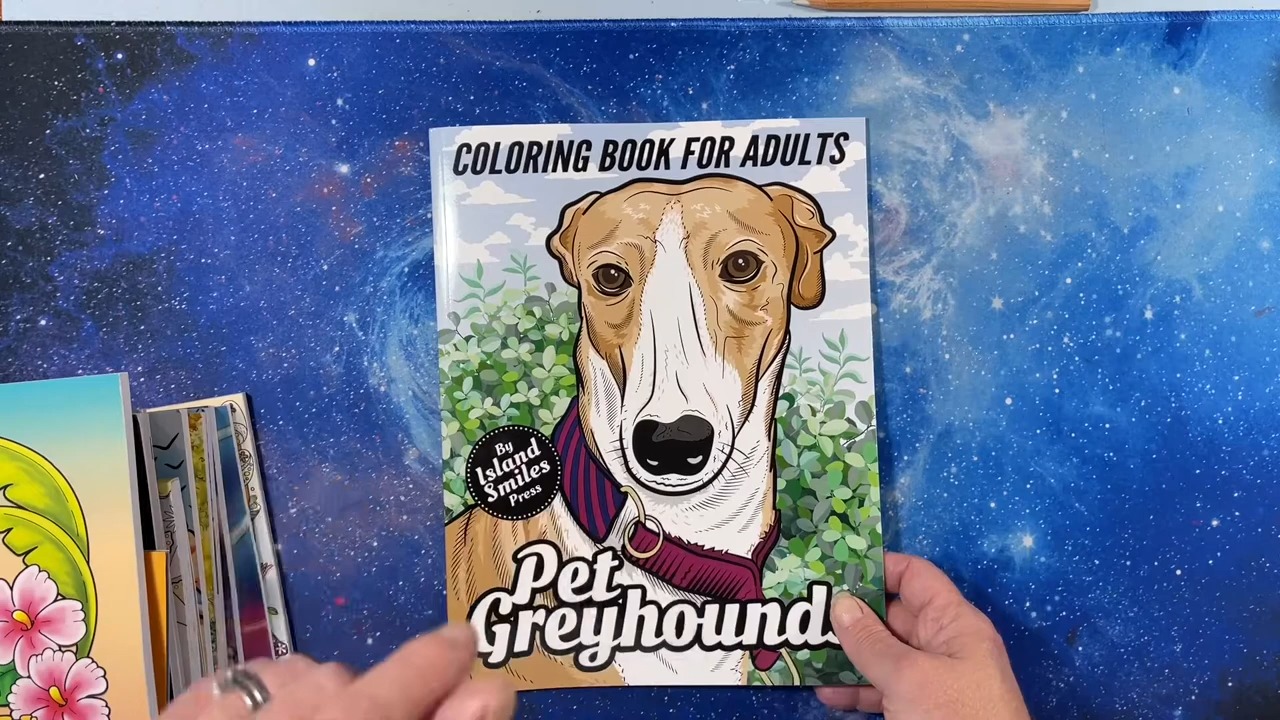 COLORING BOOK FOR ADULTS
By
Island
Smiles
Press
Pet
Greyhounds